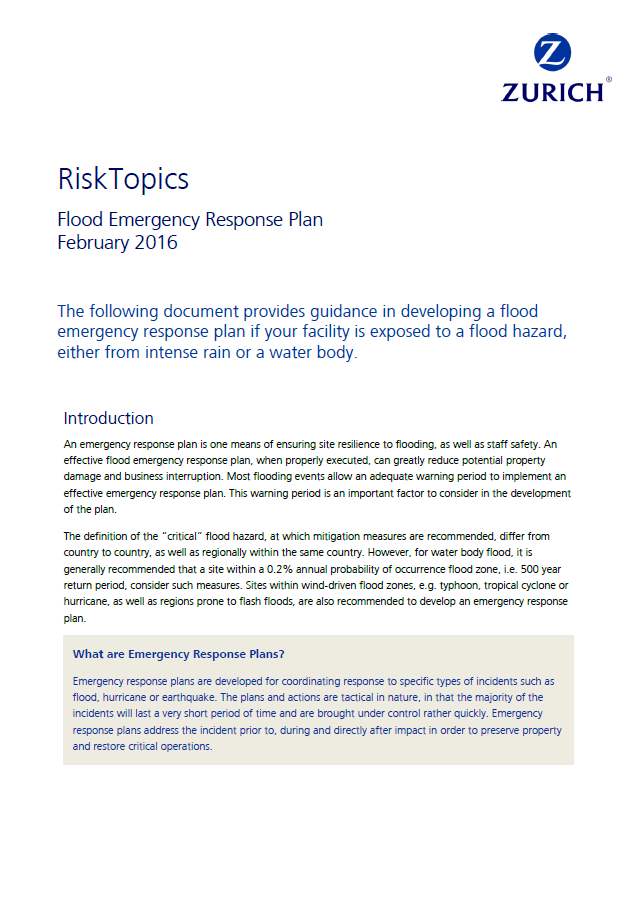 Z
ZURICH®
RiskTopics
Flood Emergency Response Plan
February 2016
The following document provides guidance in developing a flood
emergency response plan if your facility is exposed to a flood hazard,
either from intense rain or a water body.
Introduction
An emergency response plan is one means of ensuring site resilience to flooding, as well as staff safety. An
effective flood emergency response plan, when properly executed, can greatly reduce potential property
damage and business interruption. Most flooding events allow an adequate warning period to implement an
effective emergency response plan. This warning period is an important factor to consider in the development
of the plan.
The definition of the “critical” flood hazard, at which mitigation measures are recommended, differ from
country to country, as well as regionally within the same country. However, for water body flood, it is
generally recommended that a site within a 0.2% annual probability of occurrence flood zone, i.e. 500 year
return period, consider such measures. Sites within wind-driven flood zones, e.g. typhoon, tropical cyclone or
hurricane, as well as regions prone to flash floods, are also recommended to develop an emergency response
plan.
What are Emergency Response Plans?
Emergency response plans are developed for coordinating response to specific types of incidents such as
flood, hurricane or earthquake. The plans and actions are tactical in nature, in that the majority of the
incidents will last a very short period of time and are brought under control rather quickly. Emergency
response plans address the incident prior to, during and directly after impact in order to preserve property
and restore critical operations.